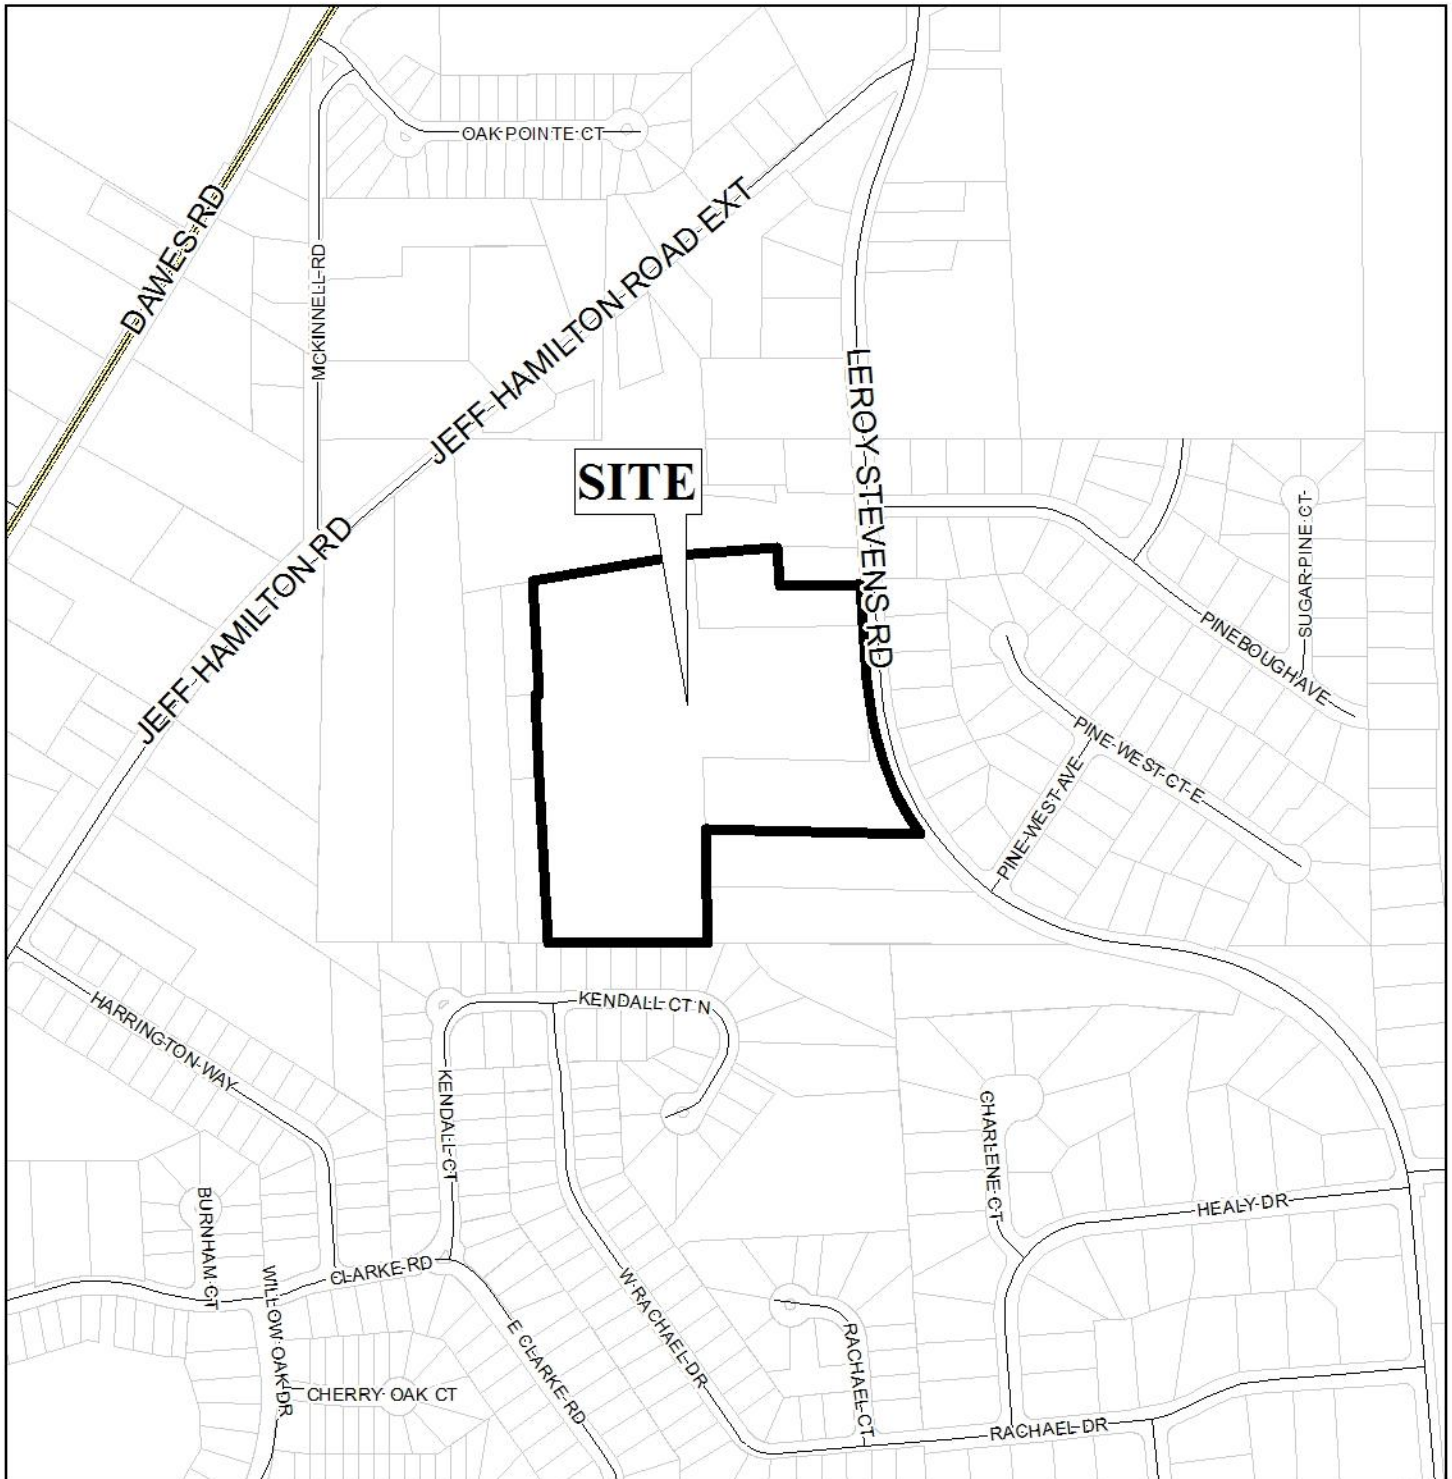 OAK POINTE CT
DAWES RD
MCKINNELL RD
JEFF HAMILTON ROAD EXT
LEROY STEVENS RD
SITE
JEFF HAMILTON RD
SUGAR PINE CT
PINEBOUGH AVE
PINE WEST CT E
PINE WEST AVE
HARRINGTON WAY
KENDALL CT N
KENDALL CT
CHARLENE CT
BURNHAM CT
HEALY DR
CLARKE RD
WILLOW OAK DR
W RACHAEL DR
E CLARKE RD
RACHAEL CT
CHERRY OAK CT
RACHAEL DR